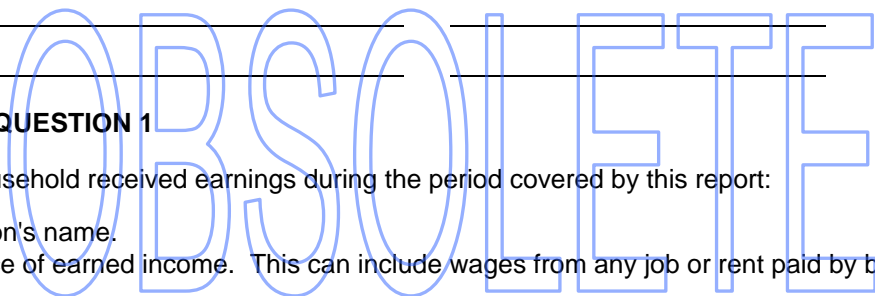 OBSOLETE
QUESTION 1
usehold received earnings during the period covered by this report:
on's name.
e of earned income.  This can include wages from any job or rent paid by b